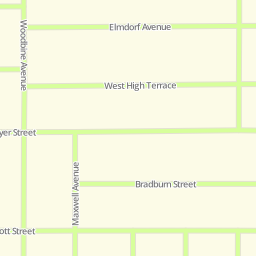 Elmdorf Avenue
Woodbine Avenue
West High Terrace
yer Street
Maxwell Avenue
Bradburn Street
ott Street